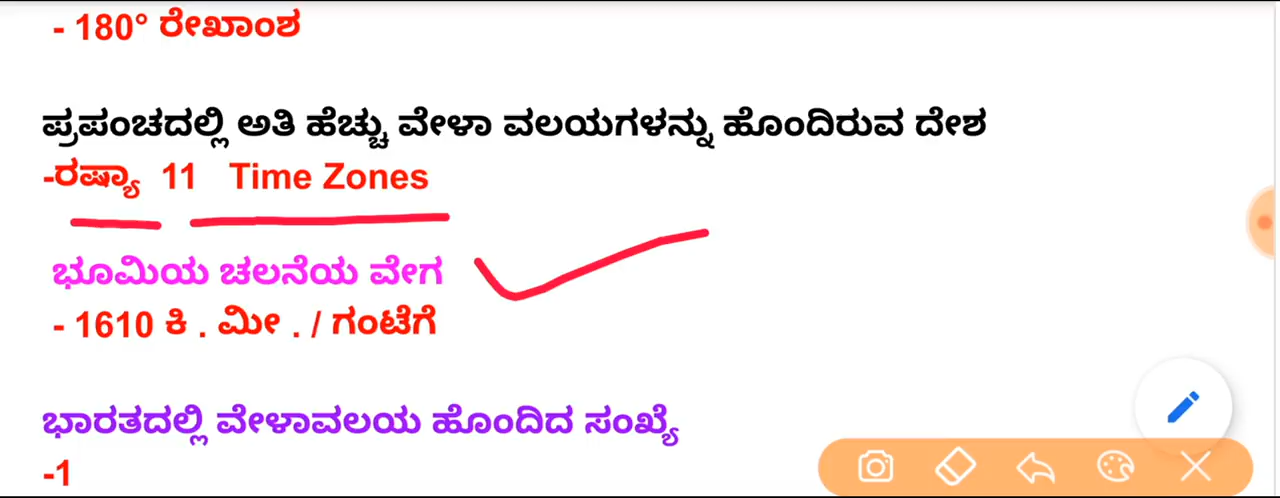 - 180° ರೇಖಾಂಶ
ಪ್ರಪಂಚದಲ್ಲಿ ಅತಿ ಹೆಚ್ಚು ವೇಳಾ ವಲಯಗಳನ್ನು ಹೊಂದಿರುವ ದೇಶ
-ರಷ್ಯಾ 11 Time Zones
ಭೂಮಿಯ ಚಲನೆಯ ವೇಗ
- 1610 ಕಿ . ಮೀ . / ಗಂಟೆಗೆ
ಭಾರತದಲ್ಲಿ ವೇಳಾವಲಯ ಹೊಂದಿದ ಸಂಖ್ಯೆ
-1